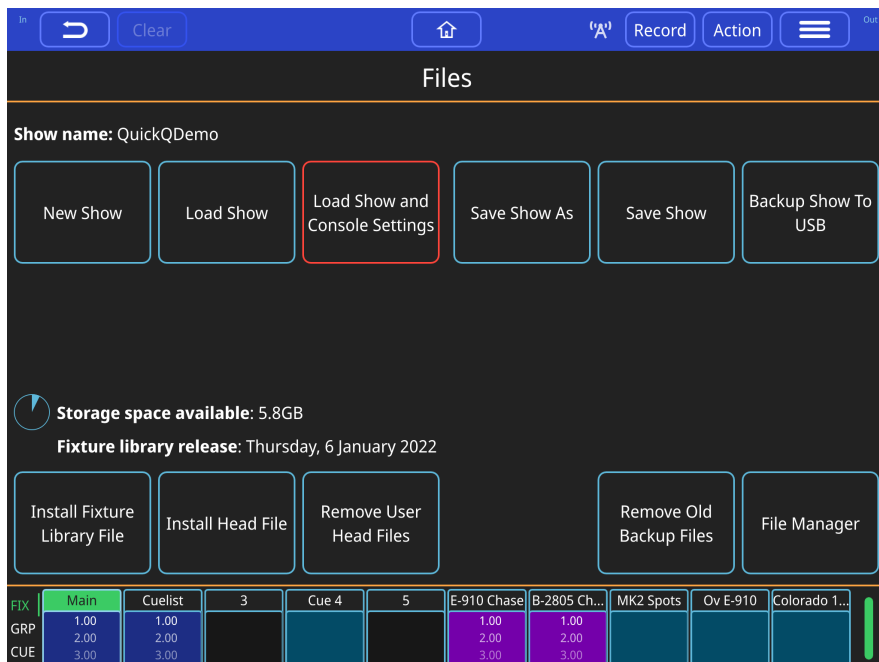 In
Clear
Record
Action
Out
Files
Show name: QuickQDemo
New Show
Load Show
Load Show and
Console Settings
Save Show As
Save Show
Backup Show To
USB
Storage space available: 5.8GB
Fixture library release: Thursday, 6 January 2022
Install Fixture
Library File
Install Head File
Remove User
Head Files
Remove Old
Backup Files
File Manager
FIX
GRP
CUE
Main
1.00
2.00
3.00
Cuelist
1.00
2.00
3.00
3
Cue 4
5
E-910 Chase
1.00
2.00
3.00
B-2805 Ch...
1.00
2.00
3.00
MK2 Spots
Ov E-910
Colorado 1...